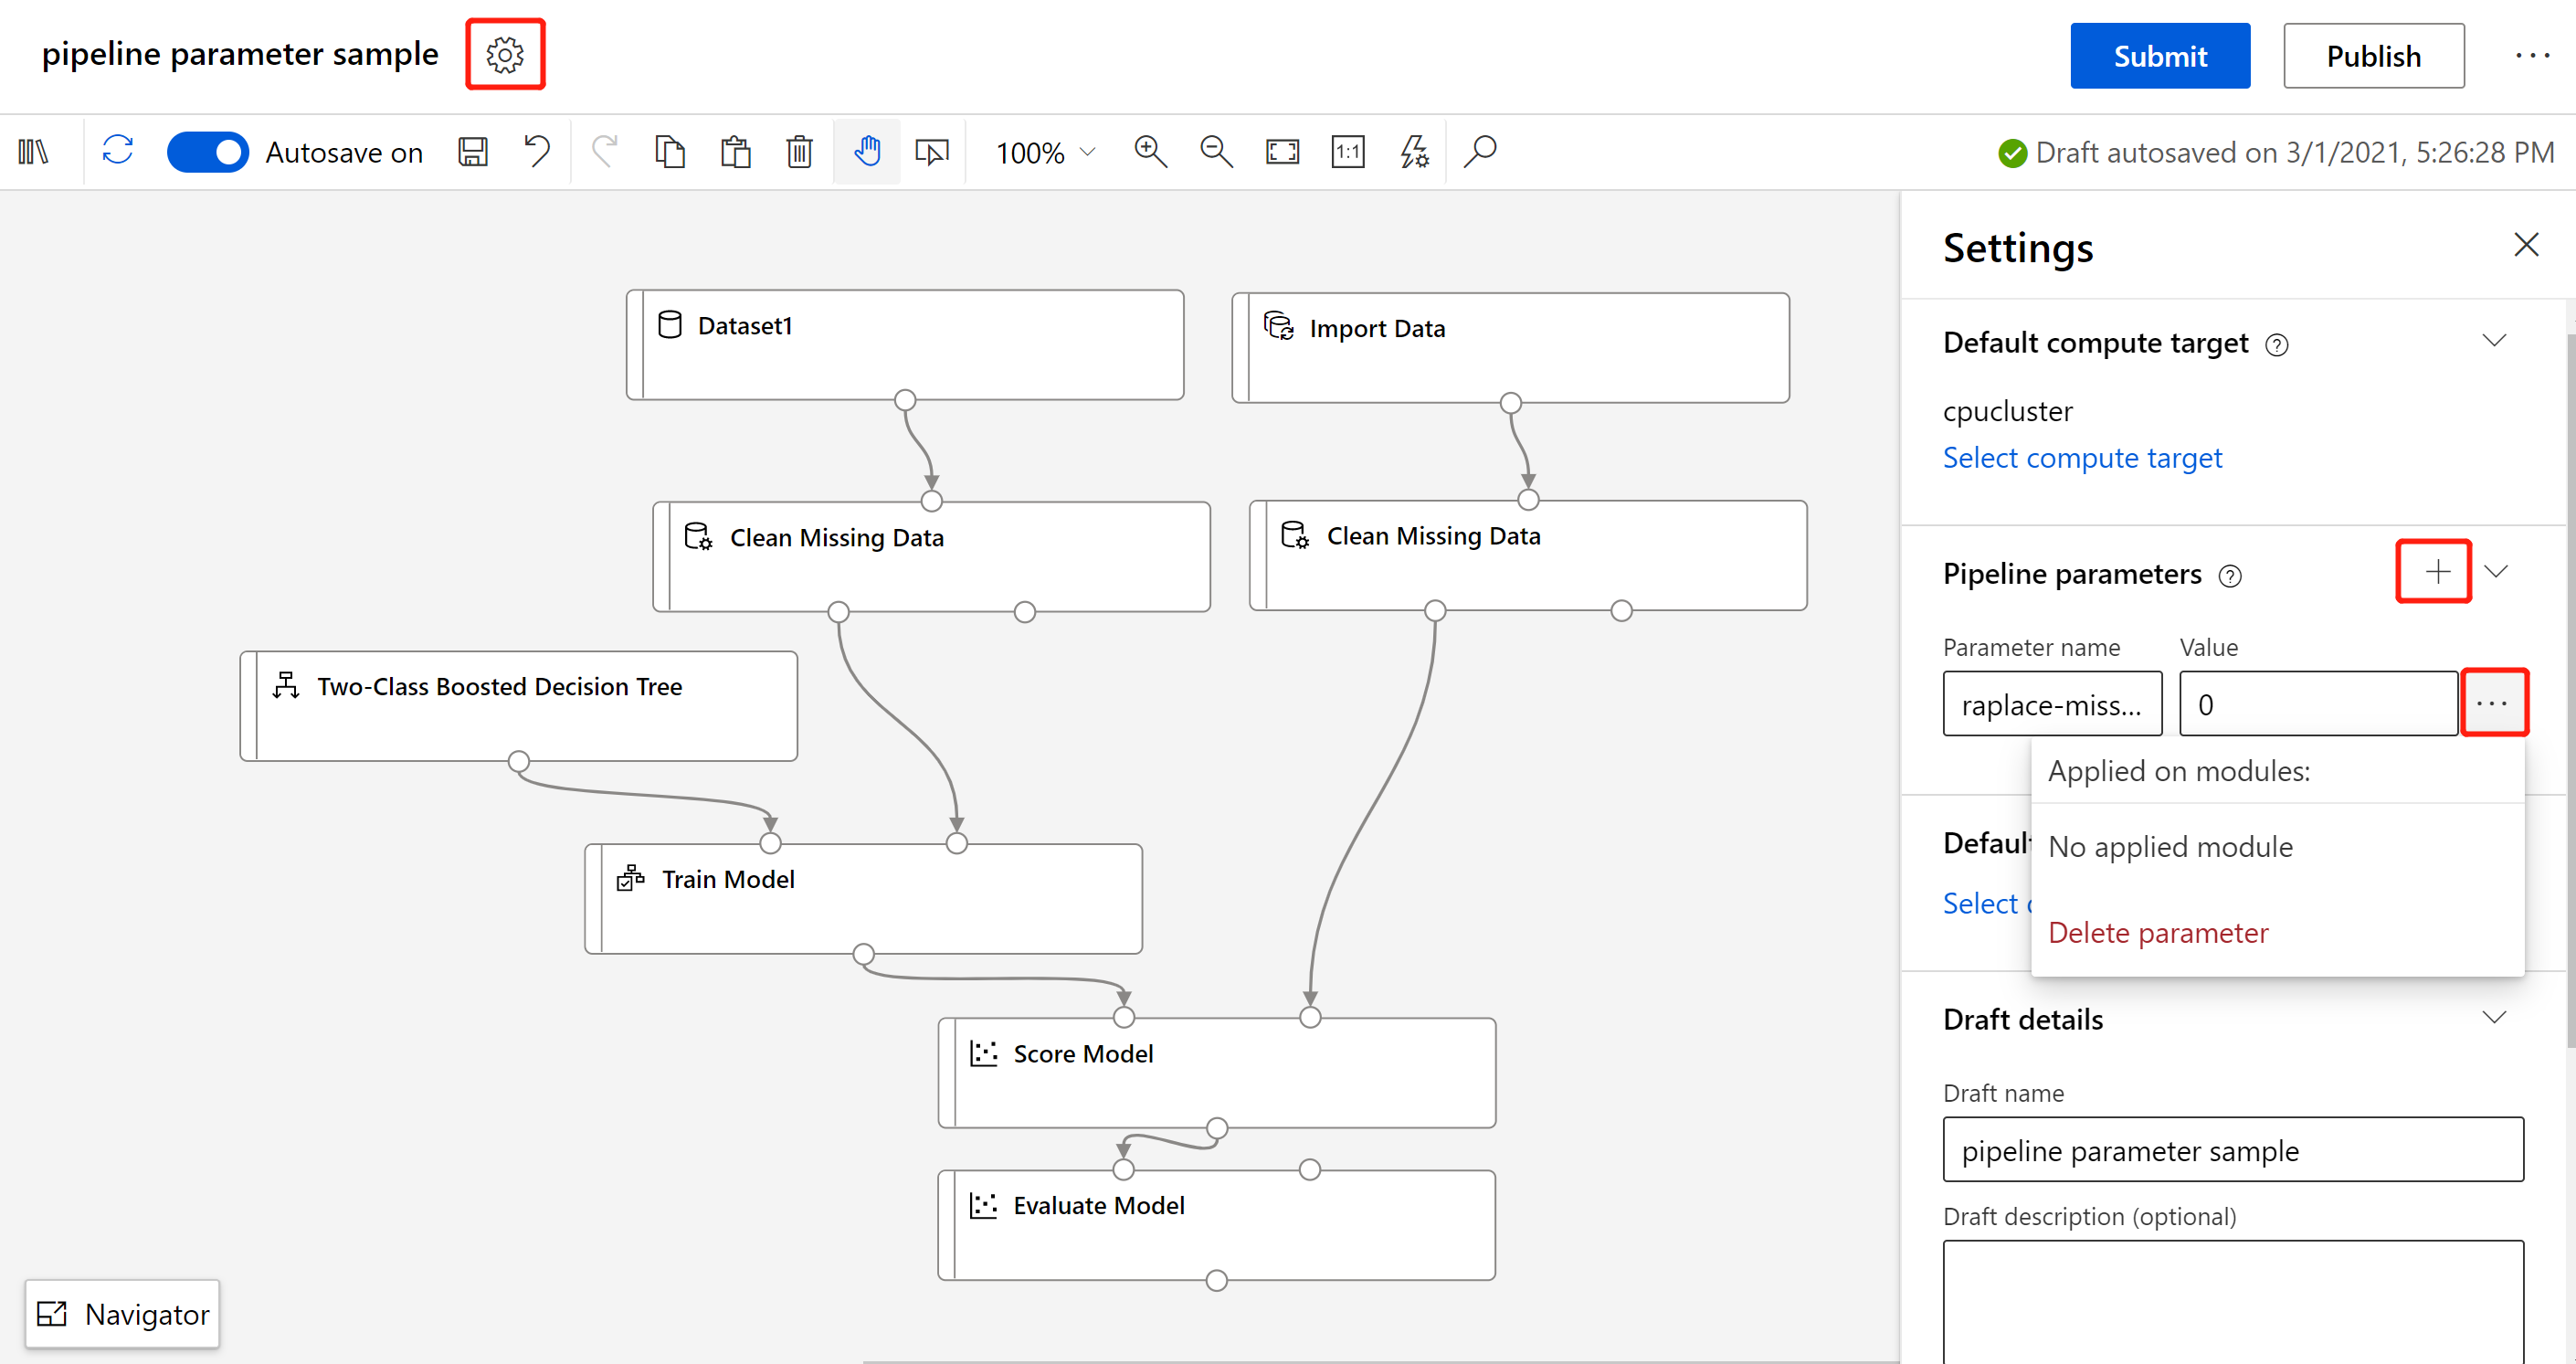 pipeline parameter sample
Submit
Publish
Autosave on
100%
1:1
Draft autosaved on 3/1/2021, 5:26:28 PM
Dataset1
Import Data
Clean Missing Data
Clean Missing Data
Two-Class Boosted Decision Tree
Train Model
Score Model
Evaluate Model
Navigator
Settings
Default compute target
cpucluster
Select compute target
Pipeline parameters
Parameter name Value
raplace-miss... 0
Applied on modules:
No applied module
Delete parameter
Defaul
Select
Draft details
Draft name
pipeline parameter sample
Draft description (optional)